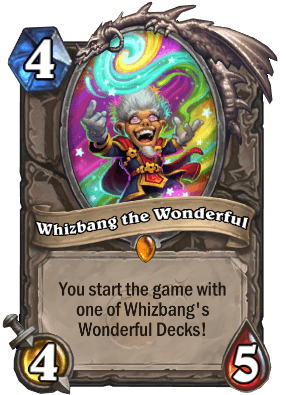 4
Whizbang the Wonderful
You start the game with
one of Whizbang's
Wonderful Decks!
4
5